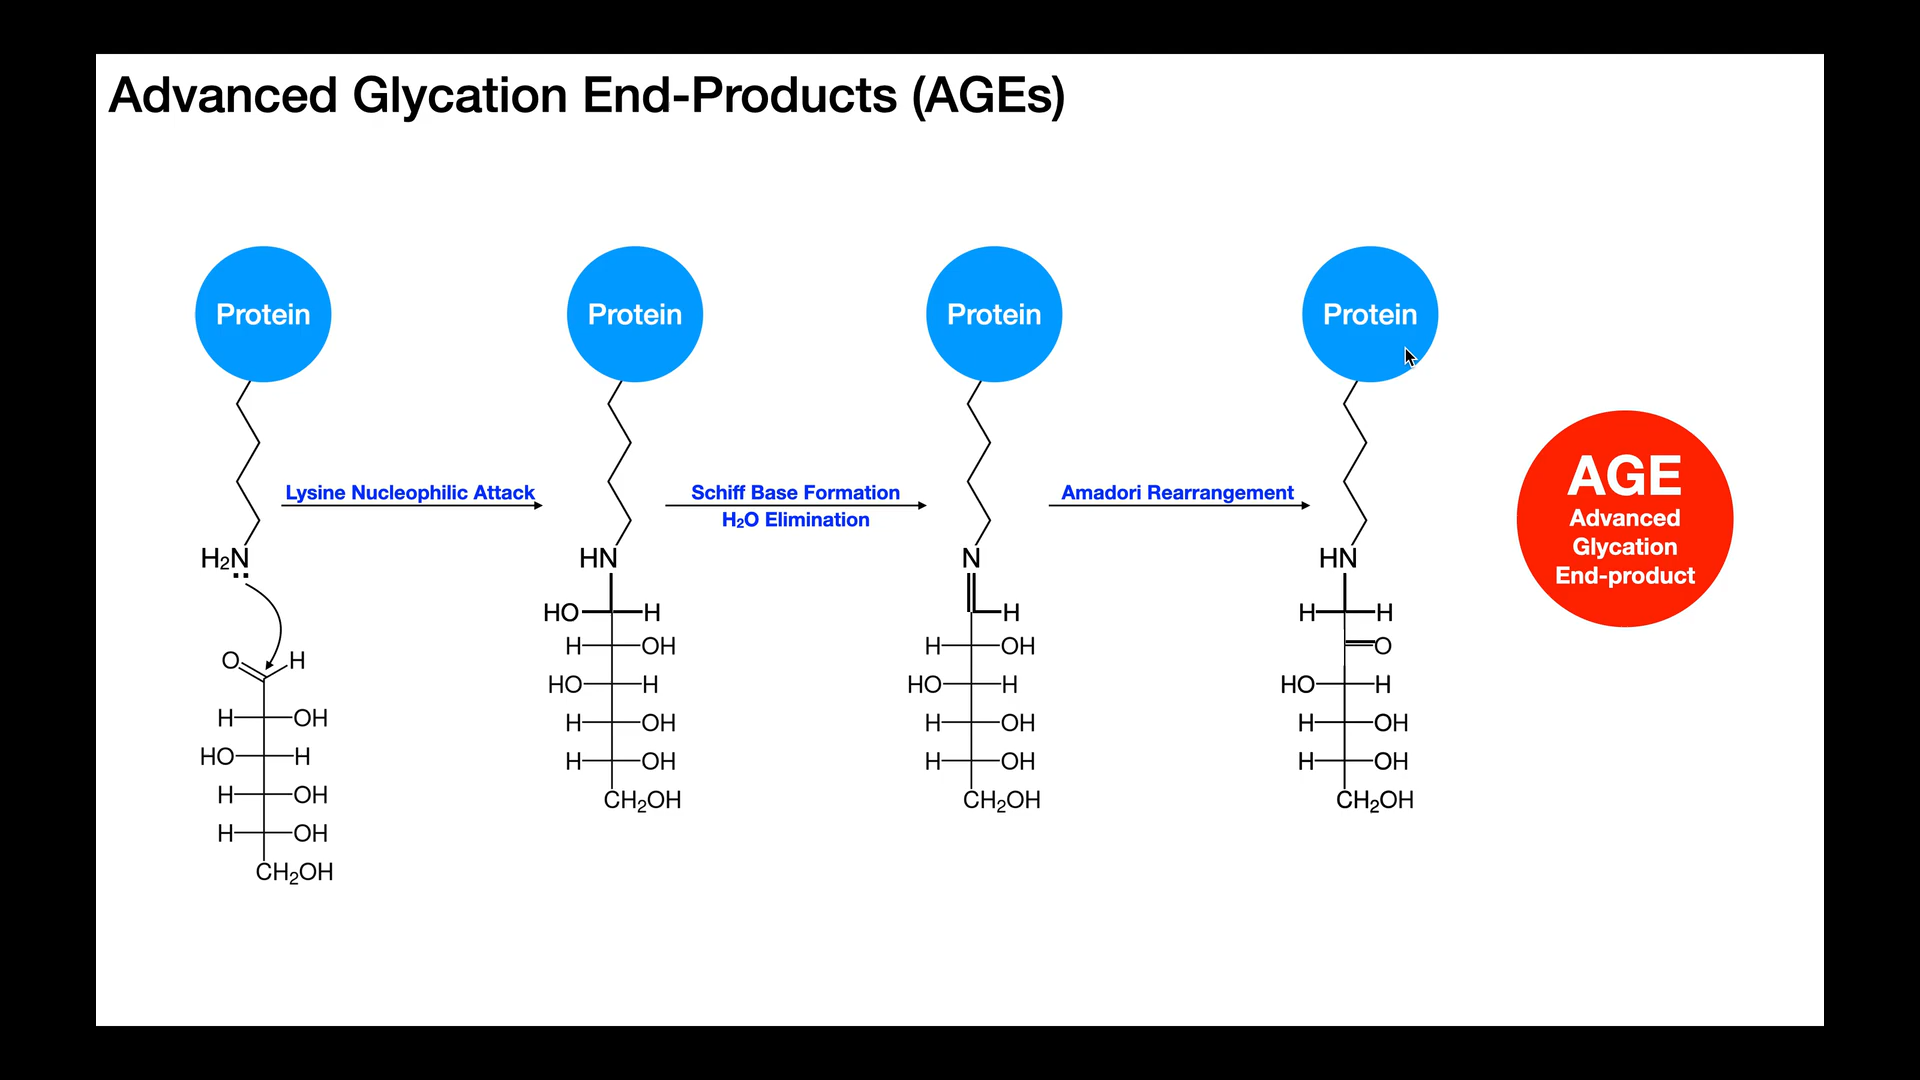 Advanced Glycation End-Products (AGEs)
Protein
H₂N
O H
H OH
HO H
H OH
H OH
CH₂OH
Lysine Nucleophilic Attack
Protein
HN
HO H
H OH
HO H
H OH
H OH
CH₂OH
Schiff Base Formation
H₂O Elimination
Protein
N
H
H OH
HO H
H OH
H OH
CH₂OH
Amadori Rearrangement
Protein
HN
H H
O
HO H
H OH
H OH
CH₂OH
AGE
Advanced
Glycation
End-product